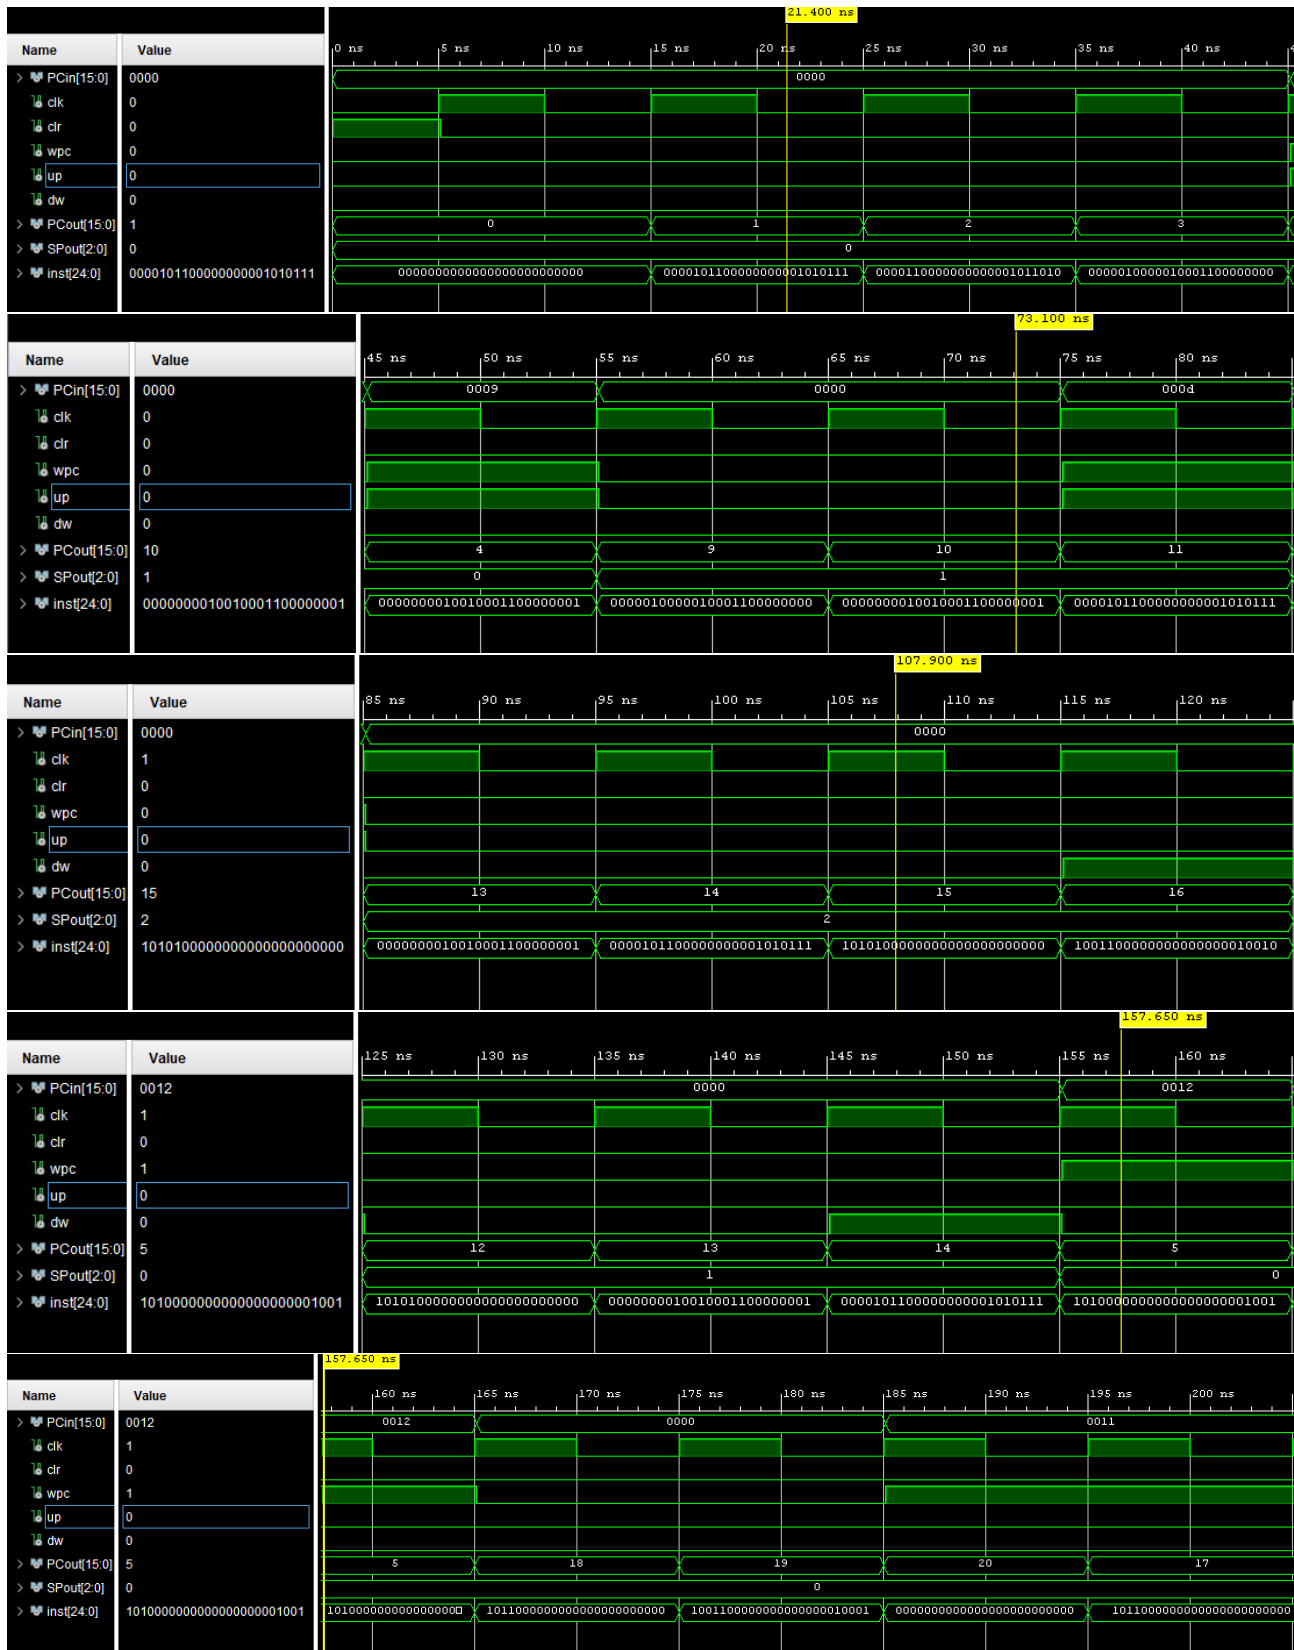 21.400 ns
Name Value 0 ns 5 ns 10 ns 15 ns 20 ns 25 ns 30 ns 35 ns 40 ns
PCin[15:0] 0000 0000
clk 0
clr 0
wpc 0
up 0
dw 0
PCout[15:0] 1 0 1 2 3
SPout[2:0] 0 0
inst[24:0] 0000101100000000001010111 0000000000000000000000000 0000101100000000001010111 0000110000000000001011010 0000010000010001100000000
73.100 ns
Name Value 45 ns 50 ns 55 ns 60 ns 65 ns 70 ns 75 ns 80 ns
PCin[15:0] 0000 0009 0000 000d
clk 0
clr 0
wpc 0
up 0
dw 0
PCout[15:0] 10 4 9 10 11
SPout[2:0] 1 0 1
inst[24:0] 0000000010010001100000001 0000000010010001100000001 0000010000010001100000000 0000000010010001100000001 0000101100000000001010111
107.900 ns
Name Value 85 ns 90 ns 95 ns 100 ns 105 ns 110 ns 115 ns 120 ns
PCin[15:0] 0000 0000
clk 1
clr 0
wpc 0
up 0
dw 0
PCout[15:0] 15 13 14 15 16
SPout[2:0] 2 2
inst[24:0] 1010100000000000000000000 0000000010010001100000001 0000101100000000001010111 1010100000000000000000000 1001100000000000000010010
157.650 ns
Name Value 125 ns 130 ns 135 ns 140 ns 145 ns 150 ns 155 ns 160 ns
PCin[15:0] 0012 0000 0012
clk 1
clr 0
wpc 1
up 0
dw 0
PCout[15:0] 5 12 13 14 5
SPout[2:0] 0 1 0
inst[24:0] 1010000000000000000001001 1010100000000000000000000 0000000010010001100000001 0000101100000000001010111 1010000000000000000001001
157.650 ns
Name Value 160 ns 165 ns 170 ns 175 ns 180 ns 185 ns 190 ns 195 ns 200 ns
PCin[15:0] 0012 0012 0000 0011
clk 1
clr 0
wpc 1
up 0
dw 0
PCout[15:0] 5 5 18 19 20 17
SPout[2:0] 0 0
inst[24:0] 1010000000000000000001001 1010000000000000000 1011000000000000000000000 1001100000000000000010001 0000000000000000000000000 1011000000000000000000000